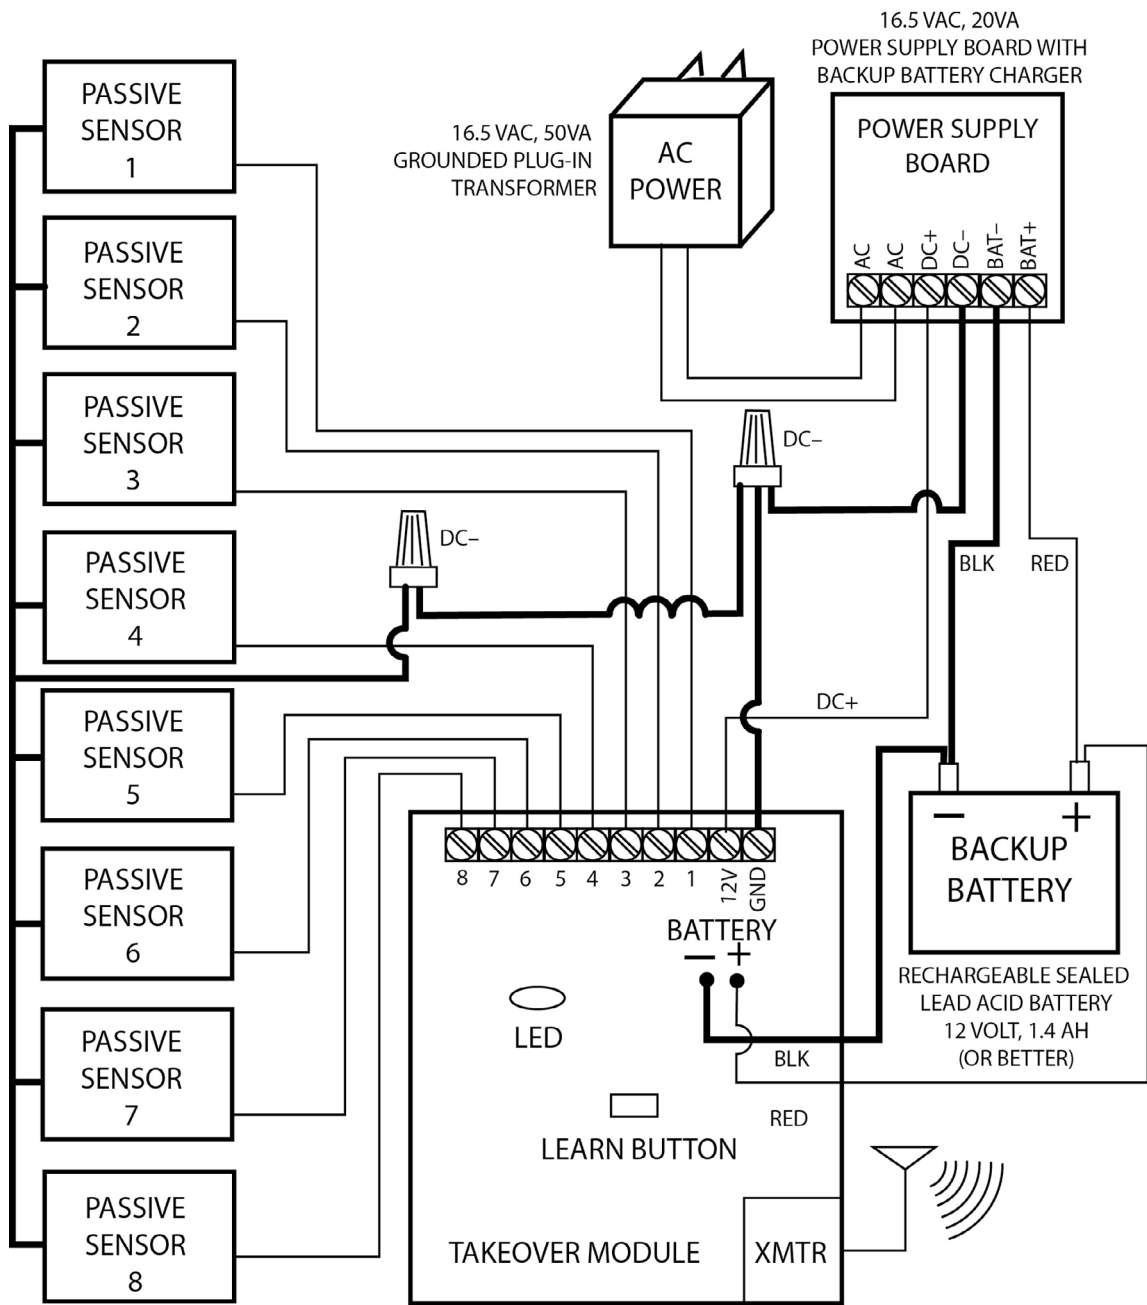 16.5 VAC, 20VA
POWER SUPPLY BOARD WITH
BACKUP BATTERY CHARGER
16.5 VAC, 50VA
GROUNDED PLUG-IN
TRANSFORMER
AC
POWER
POWER SUPPLY
BOARD
AC
AC
DC+
DC−
BAT−
BAT+
PASSIVE
SENSOR
1
PASSIVE
SENSOR
2
PASSIVE
SENSOR
3
PASSIVE
SENSOR
4
PASSIVE
SENSOR
5
PASSIVE
SENSOR
6
PASSIVE
SENSOR
7
PASSIVE
SENSOR
8
DC−
DC−
BLK
RED
DC+
− +
BACKUP
BATTERY
RECHARGEABLE SEALED
LEAD ACID BATTERY
12 VOLT, 1.4 AH
(OR BETTER)
8 7 6 5 4 3 2 1 12V GND
BATTERY
− +
LED
BLK
RED
LEARN BUTTON
TAKEOVER MODULE
XMTR